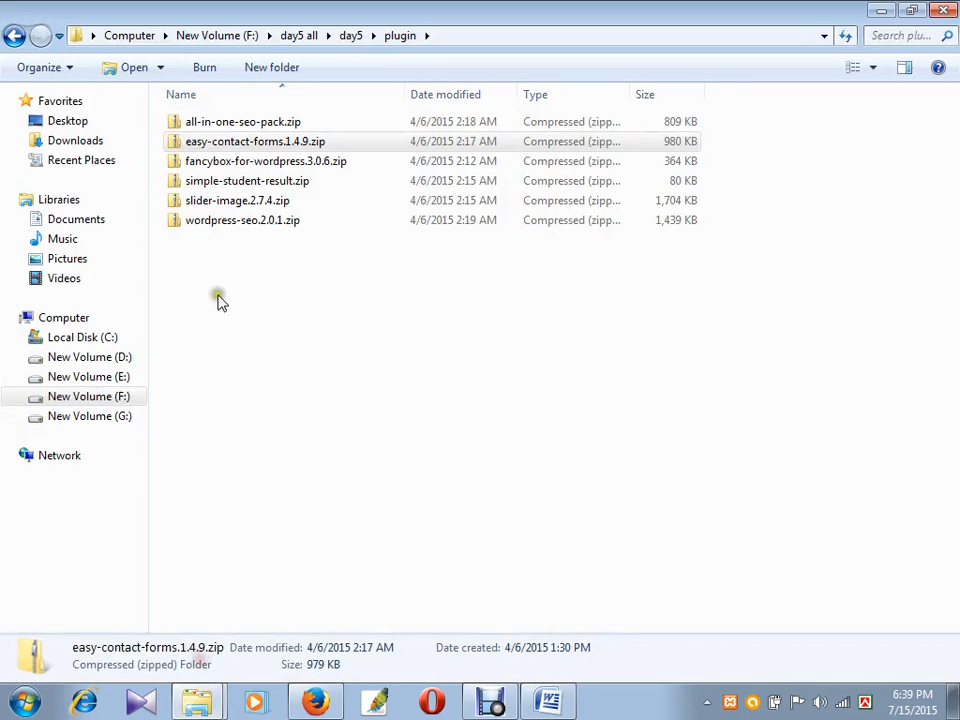 Computer New Volume (F:) day5 all day5 plugin
Search plu...
Organize Open Burn New folder
Name Date modified Type Size
Favorites
Desktop
Downloads
Recent Places
Libraries
Documents
Music
Pictures
Videos
Computer
Local Disk (C:)
New Volume (D:)
New Volume (E:)
New Volume (F:)
New Volume (G:)
Network
all-in-one-seo-pack.zip 4/6/2015 2:18 AM Compressed (zipp... 809 KB
easy-contact-forms.1.4.9.zip 4/6/2015 2:17 AM Compressed (zipp... 980 KB
fancybox-for-wordpress.3.0.6.zip 4/6/2015 2:12 AM Compressed (zipp... 364 KB
simple-student-result.zip 4/6/2015 2:15 AM Compressed (zipp... 80 KB
slider-image.2.7.4.zip 4/6/2015 2:15 AM Compressed (zipp... 1,704 KB
wordpress-seo.2.0.1.zip 4/6/2015 2:19 AM Compressed (zipp... 1,439 KB
easy-contact-forms.1.4.9.zip Date modified: 4/6/2015 2:17 AM Date created: 4/6/2015 1:30 PM
Compressed (zipped) Folder Size: 979 KB
6:39 PM
7/15/2015